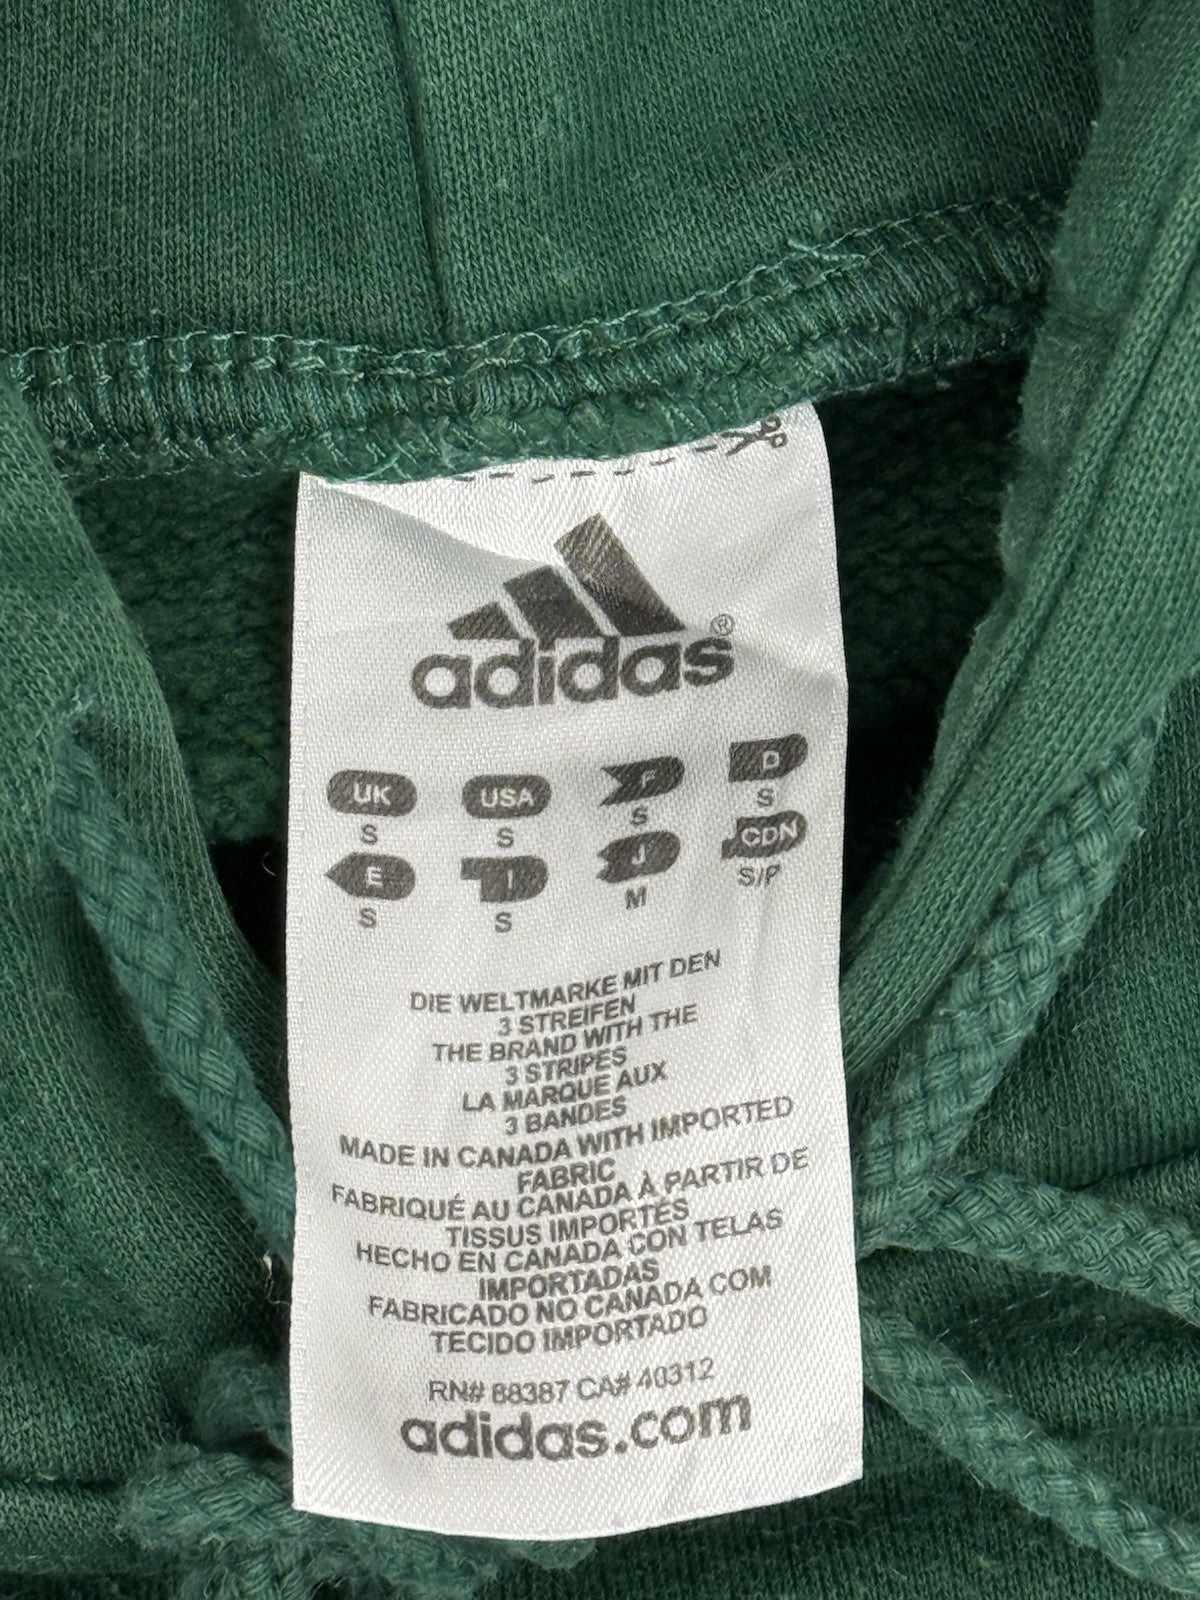 adidas®
UK USA F D
S S S S
E I J CDN
S S M S/P
DIE WELTMARKE MIT DEN
3 STREIFEN
THE BRAND WITH THE
3 STRIPES
LA MARQUE AUX
3 BANDES
MADE IN CANADA WITH IMPORTED
FABRIC
FABRIQUÉ AU CANADA À PARTIR DE
TISSUS IMPORTÉS
HECHO EN CANADA CON TELAS
IMPORTADAS
FABRICADO NO CANADA COM
TECIDO IMPORTADO
RN# 88387 CA# 40312
adidas.com